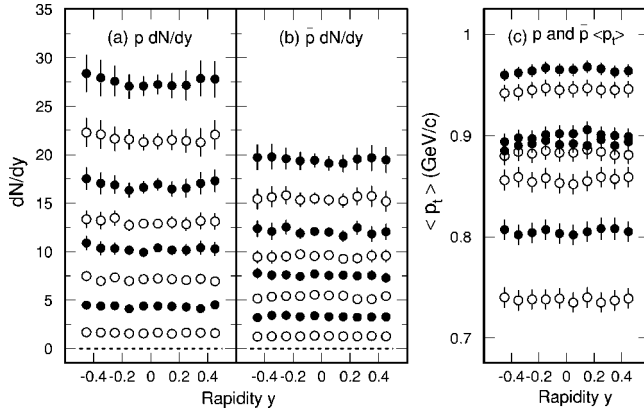 (a) p dN/dy
(b) p̄ dN/dy
(c) p and p̄ <pₜ>
dN/dy
35
30
25
20
15
10
5
0
-0.4 -0.2 0 0.2 0.4
-0.4 -0.2 0 0.2 0.4
Rapidity y
Rapidity y
< pₜ > (GeV/c)
1
0.9
0.8
0.7
-0.4 -0.2 0 0.2 0.4
Rapidity y